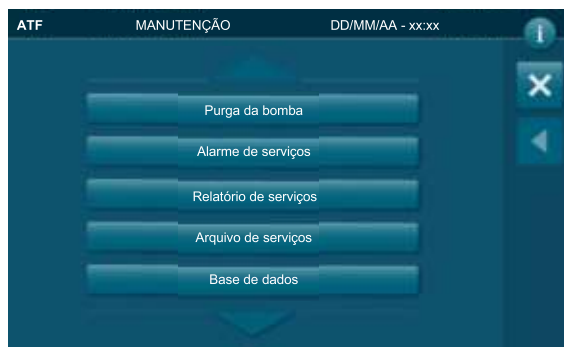 ATF MANUTENÇÃO DD/MM/AA - xx:xx
i
Purga da bomba
Alarme de serviços
Relatório de serviços
Arquivo de serviços
Base de dados